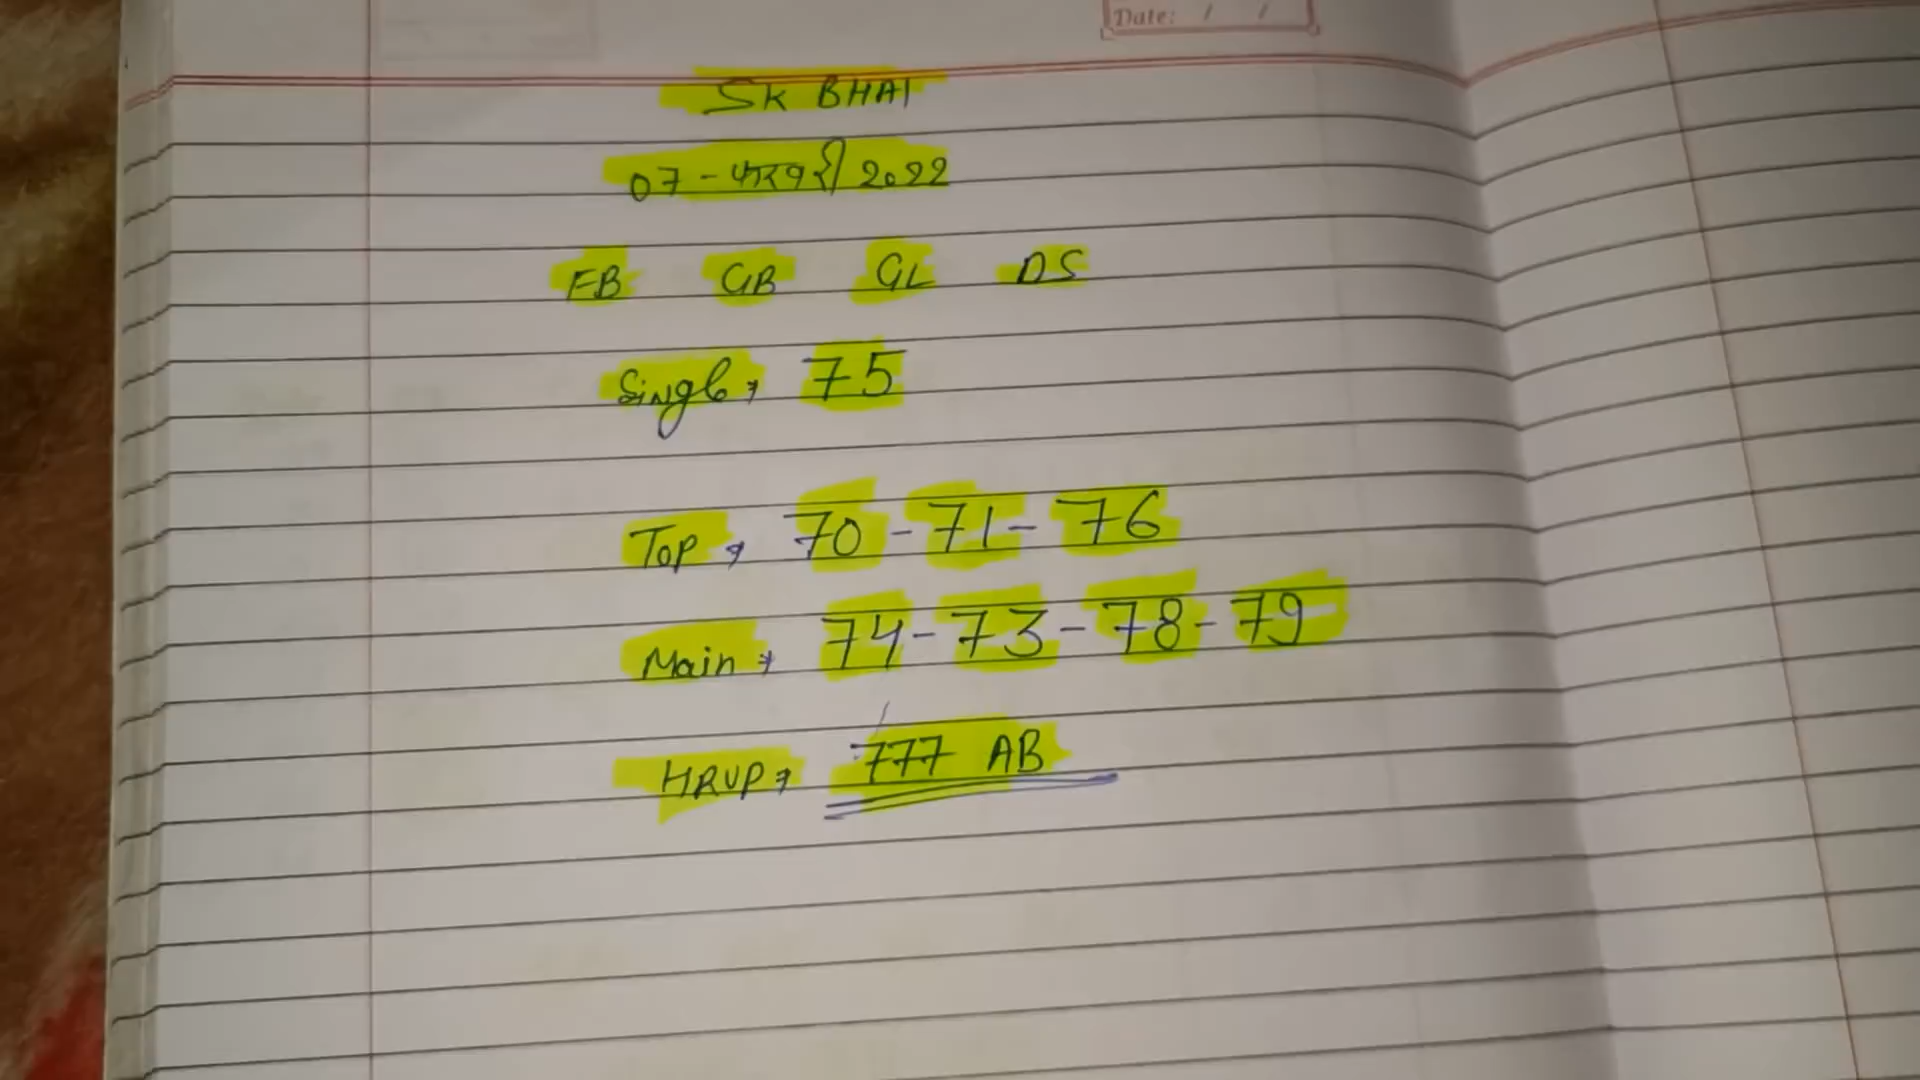 Date: / /
SK BHAI
07 - फरवरी 2022
FB GB GL DS
Single → 75
Top → 70 - 71 - 76
Main → 74 - 73 - 78 - 79
HRUP → 777 AB